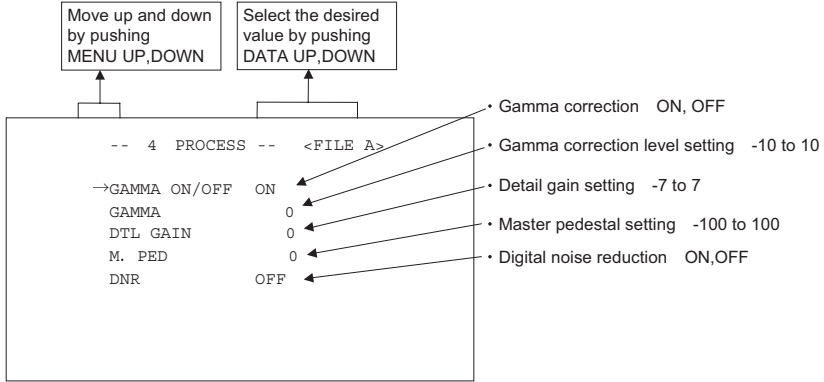 Move up and down
by pushing
MENU UP,DOWN
Select the desired
value by pushing
DATA UP,DOWN
-- 4 PROCESS -- <FILE A>
→GAMMA ON/OFF ON
GAMMA 0
DTL GAIN 0
M. PED 0
DNR OFF
・Gamma correction ON, OFF
・Gamma correction level setting -10 to 10
・Detail gain setting -7 to 7
・Master pedestal setting -100 to 100
・Digital noise reduction ON,OFF